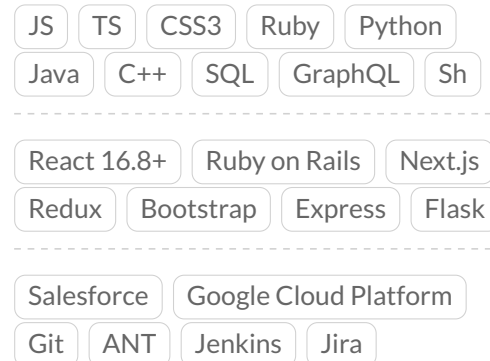 JS TS CSS3 Ruby Python
Java C++ SQL GraphQL Sh
React 16.8+ Ruby on Rails Next.js
Redux Bootstrap Express Flask
Salesforce Google Cloud Platform
Git ANT Jenkins Jira